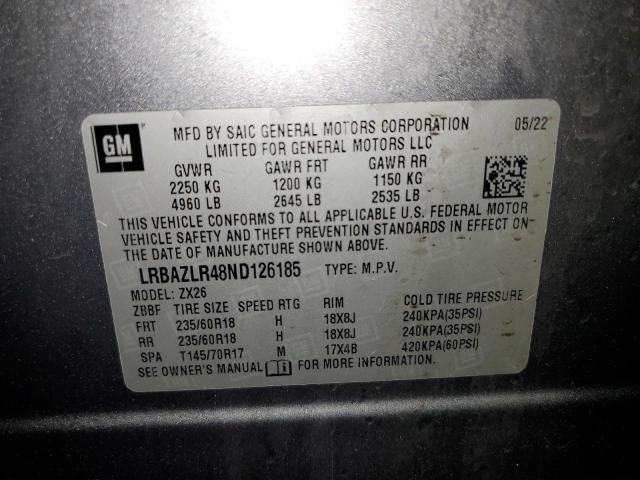 GM
MFD BY SAIC GENERAL MOTORS CORPORATION 05/22
LIMITED FOR GENERAL MOTORS LLC
GVWR GAWR FRT GAWR RR
2250 KG 1200 KG 1150 KG
4960 LB 2645 LB 2535 LB
THIS VEHICLE CONFORMS TO ALL APPLICABLE U.S. FEDERAL MOTOR
VEHICLE SAFETY AND THEFT PREVENTION STANDARDS IN EFFECT ON
THE DATE OF MANUFACTURE SHOWN ABOVE.
LRBAZLR48ND126185 TYPE: M.P.V.
MODEL: ZX26
ZBBF TIRE SIZE SPEED RTG RIM COLD TIRE PRESSURE
FRT 235/60R18 H 18X8J 240KPA(35PSI)
RR 235/60R18 H 18X8J 240KPA(35PSI)
SPA T145/70R17 M 17X4B 420KPA(60PSI)
SEE OWNER'S MANUAL i FOR MORE INFORMATION.